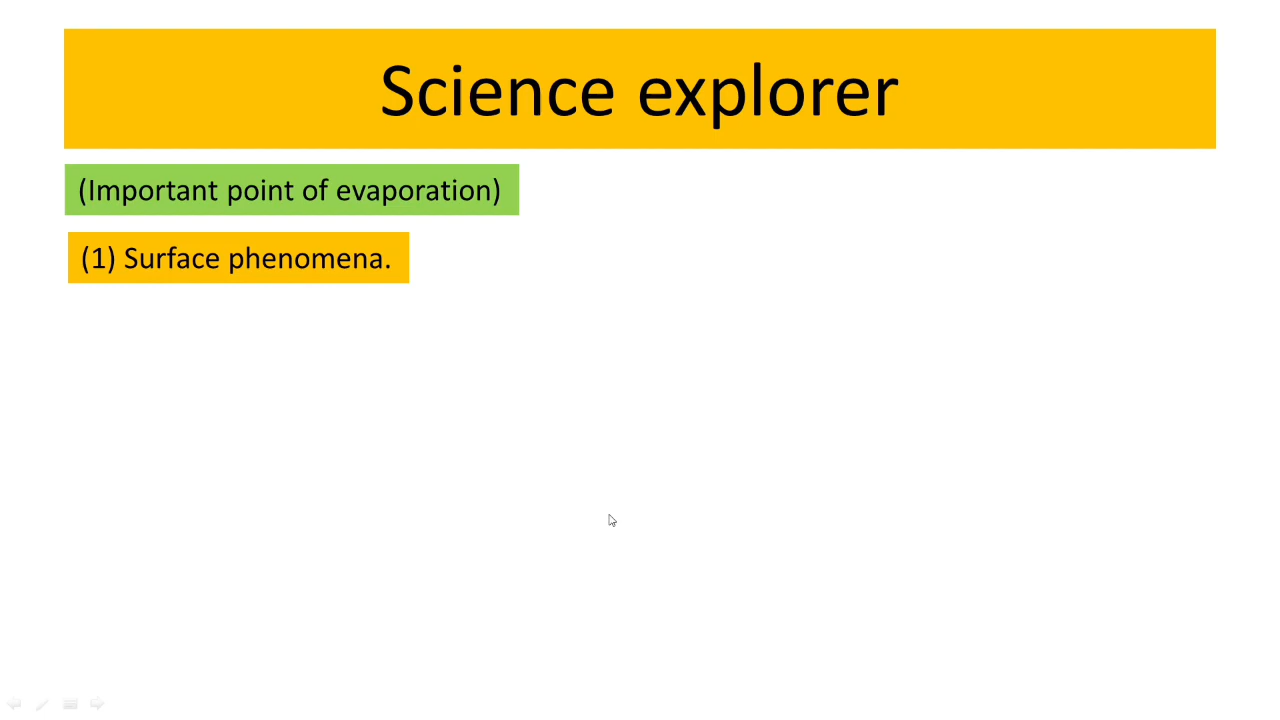 Science explorer
(Important point of evaporation)
(1) Surface phenomena.